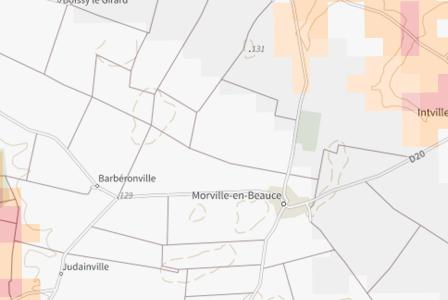 Boissy le Girard
131
Intville
D20
Barbéronville
129
Morville-en-Beauce
Judainville